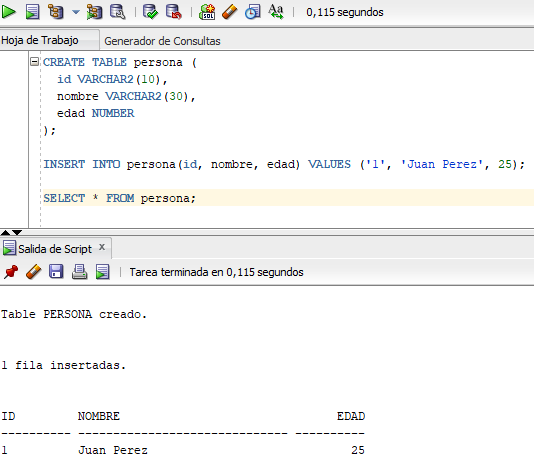 0,115 segundos
Hoja de Trabajo Generador de Consultas
CREATE TABLE persona (
id VARCHAR2(10),
nombre VARCHAR2(30),
edad NUMBER
);
INSERT INTO persona(id, nombre, edad) VALUES ('1', 'Juan Perez', 25);
SELECT * FROM persona;
Salida de Script x
Tarea terminada en 0,115 segundos
Table PERSONA creado.
1 fila insertadas.
ID NOMBRE EDAD
---------- ------------------------------ ----------
1 Juan Perez 25